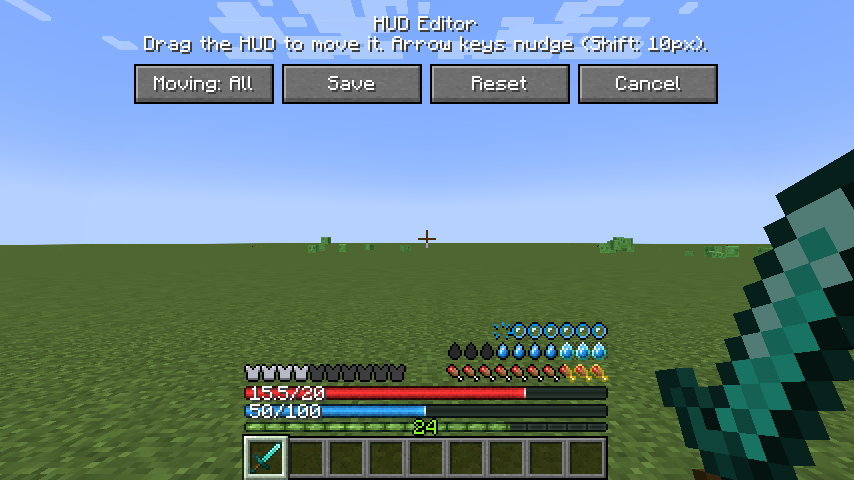 HUD Editor
Drag the HUD to move it. Arrow keys nudge (Shift: 10px).
Moving: All
Save
Reset
Cancel
15.5/20
50/100
24